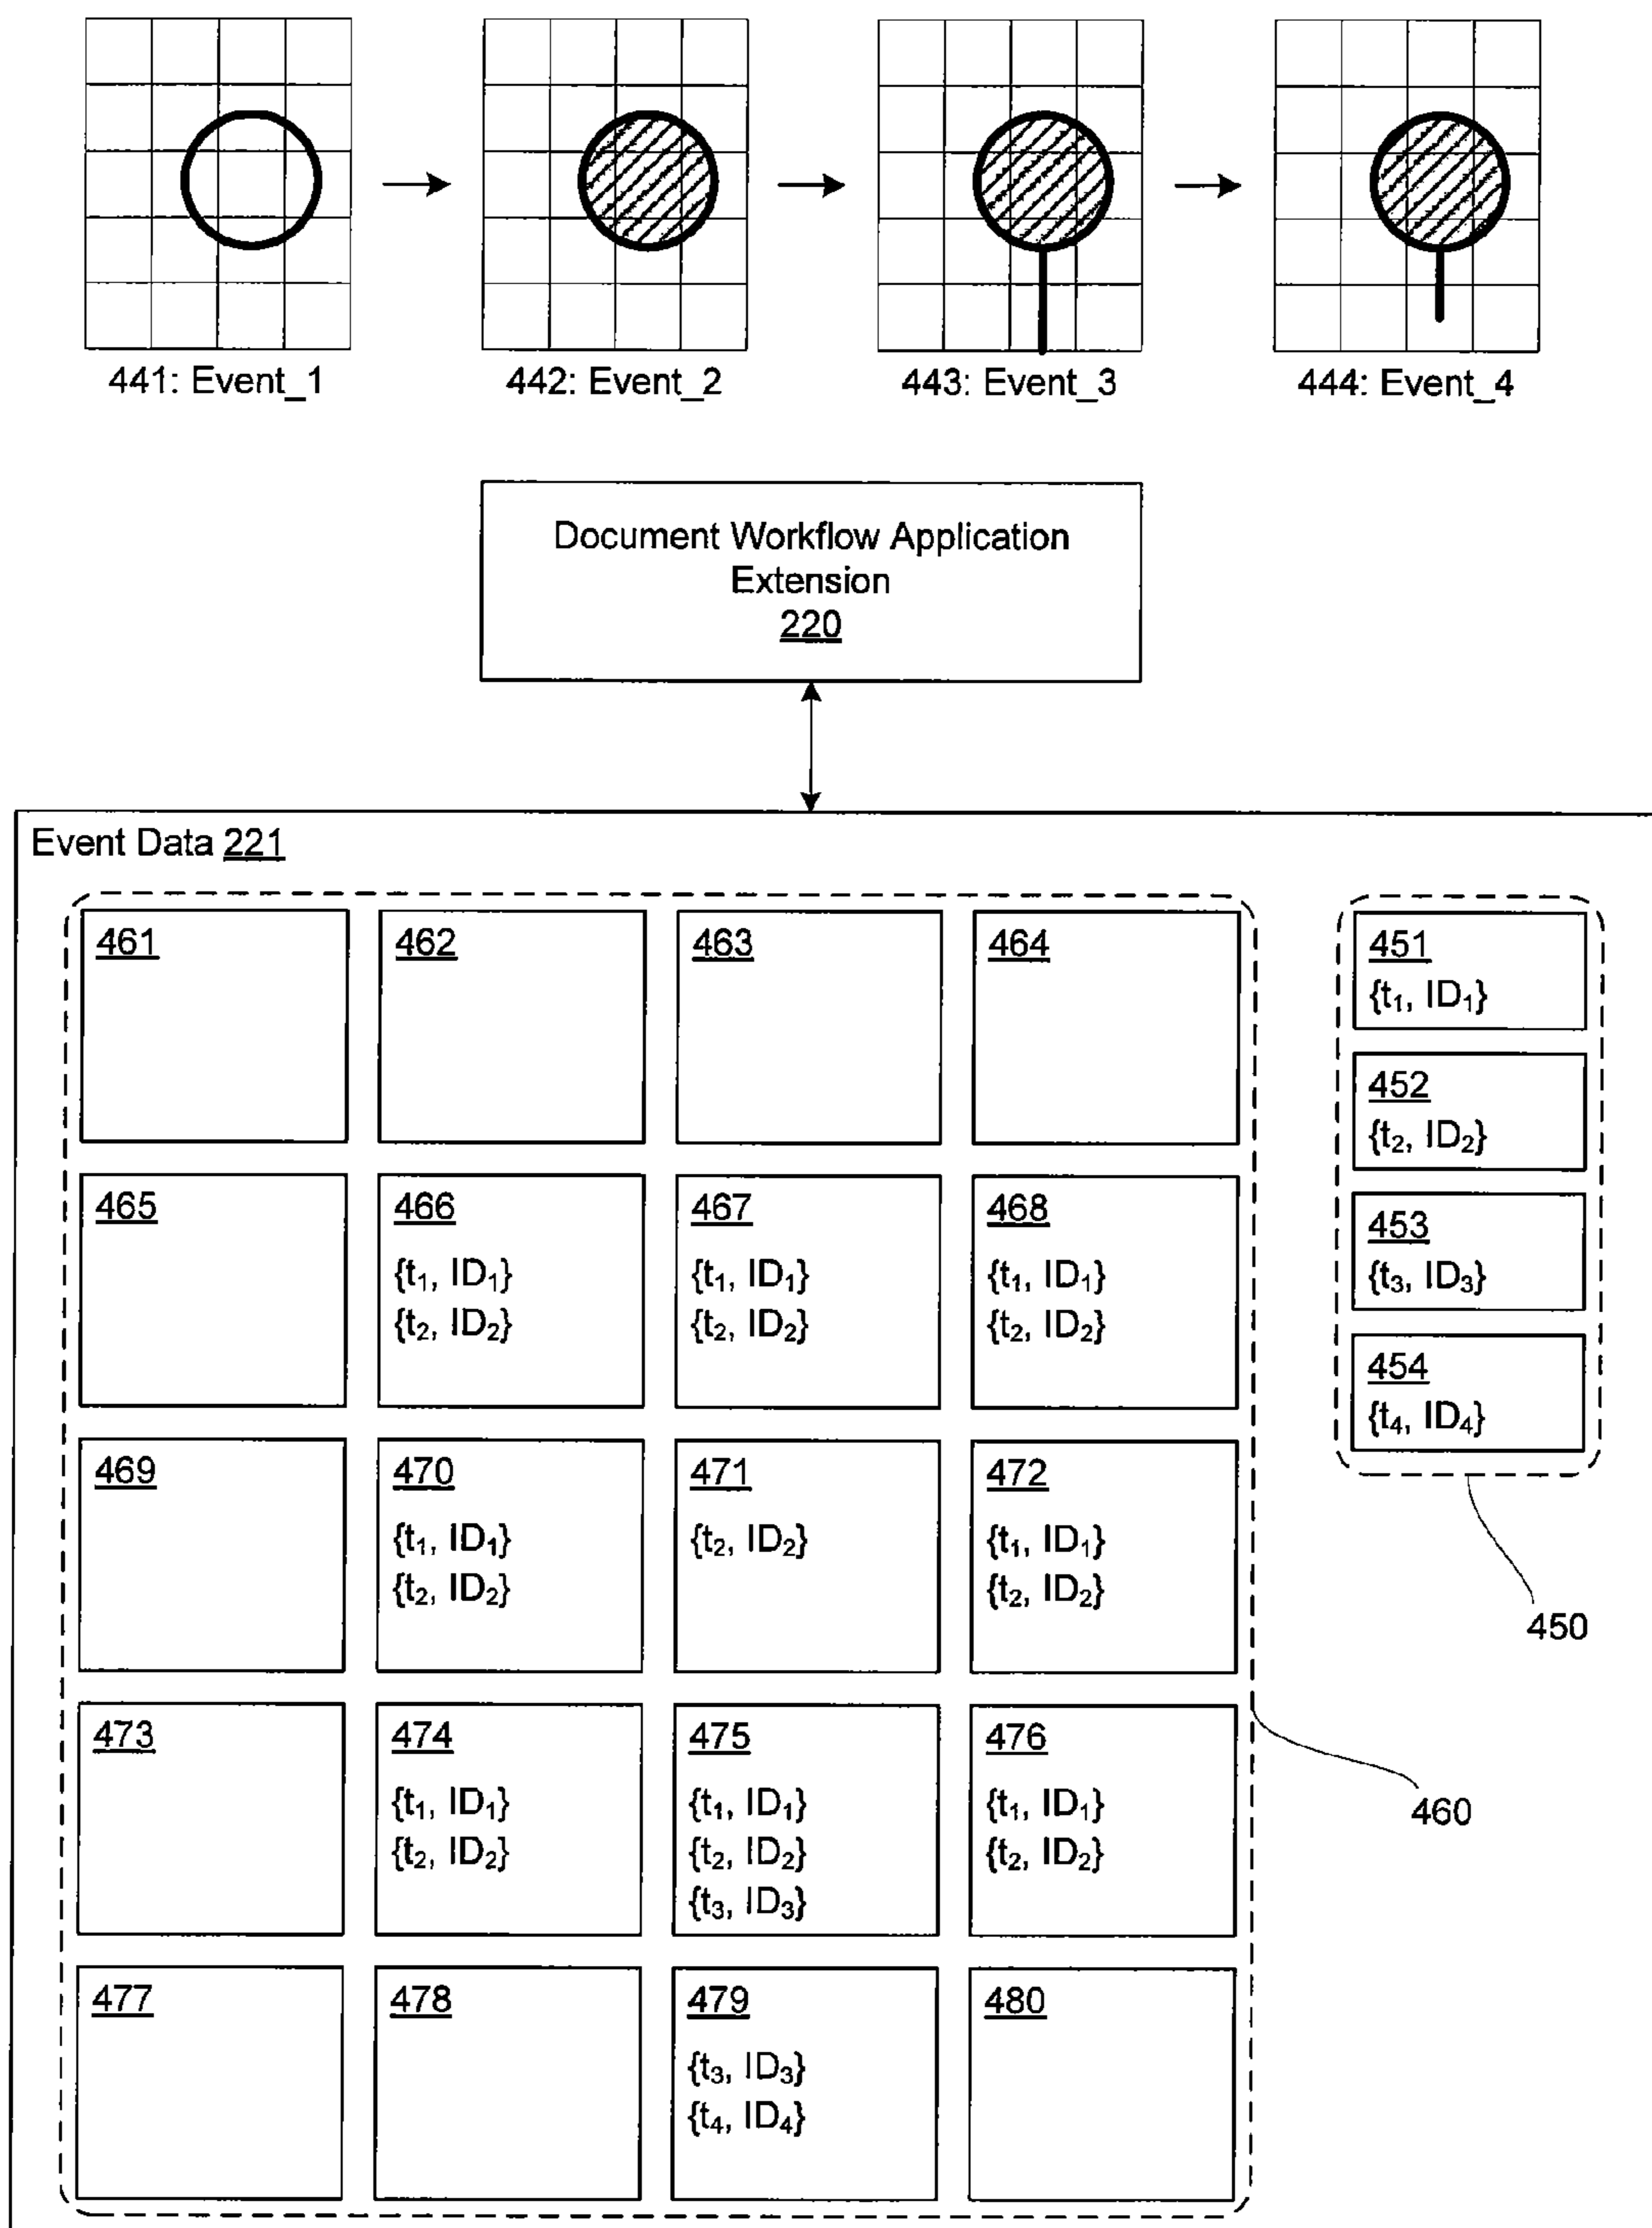 441: Event_1 442: Event_2 443: Event_3 444: Event_4
Document Workflow Application
Extension
220
Event Data 221
461 462 463 464
451
{t₁, ID₁}
452
{t₂, ID₂}
453
{t₃, ID₃}
454
{t₄, ID₄}
450
465
466
{t₁, ID₁}
{t₂, ID₂}
467
{t₁, ID₁}
{t₂, ID₂}
468
{t₁, ID₁}
{t₂, ID₂}
469
470
{t₁, ID₁}
{t₂, ID₂}
471
{t₂, ID₂}
472
{t₁, ID₁}
{t₂, ID₂}
473
474
{t₁, ID₁}
{t₂, ID₂}
475
{t₁, ID₁}
{t₂, ID₂}
{t₃, ID₃}
476
{t₁, ID₁}
{t₂, ID₂}
460
477
478
479
{t₃, ID₃}
{t₄, ID₄}
480